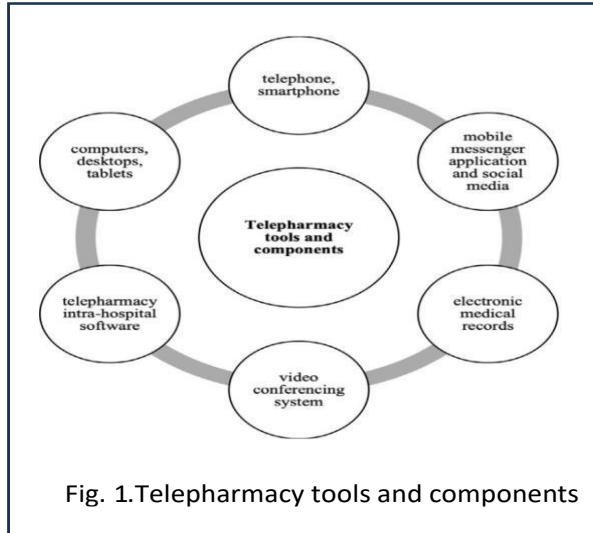 telephone,
smartphone
computers,
desktops,
tablets
mobile
messenger
application
and social
media
Telepharmacy
tools and
components
telepharmacy
intra-hospital
software
electronic
medical
records
video
conferencing
system
Fig. 1.Telepharmacy tools and components